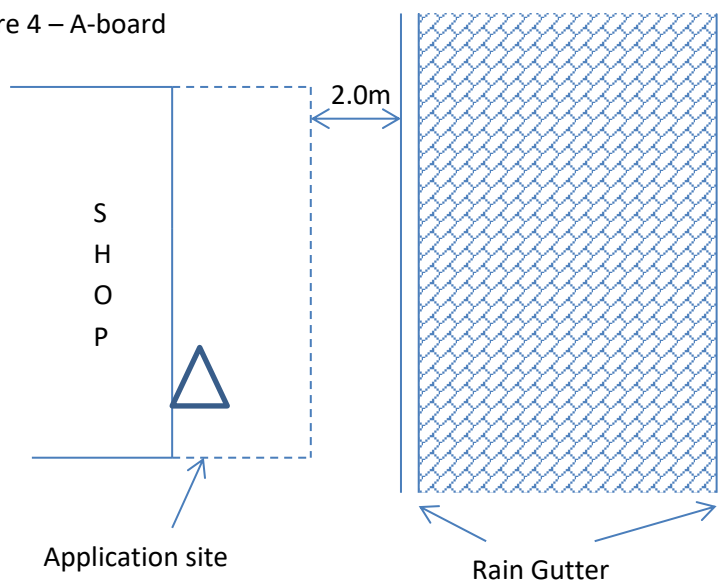 re 4 – A-board
2.0m
S
H
O
P
Application site
Rain Gutter